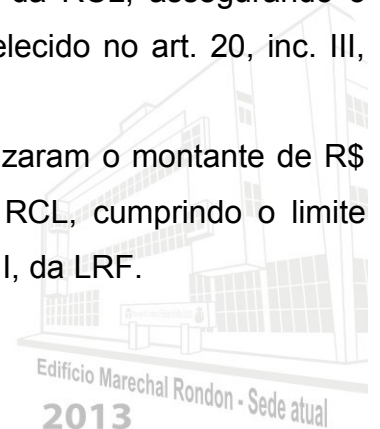 da RCL, assegurando o
elecido no art. 20, inc. III,
zaram o montante de R$
RCL, cumprindo o limite
I, da LRF.
Edifício Marechal Rondon - Sede atual
2013